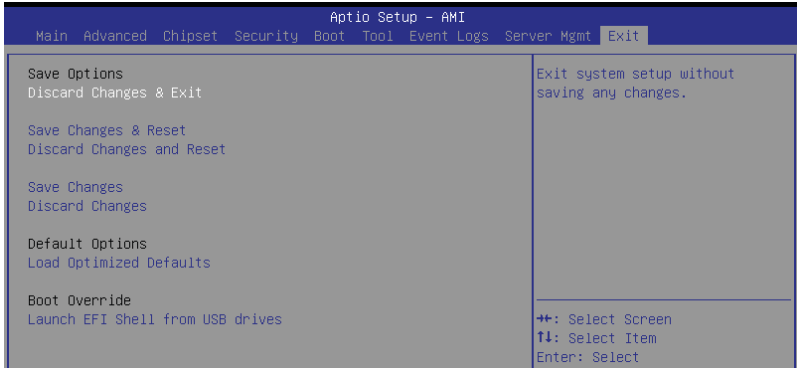 Aptio Setup – AMI
Main Advanced Chipset Security Boot Tool Event Logs Server Mgmt Exit
Save Options
Discard Changes & Exit
Save Changes & Reset
Discard Changes and Reset
Save Changes
Discard Changes
Default Options
Load Optimized Defaults
Boot Override
Launch EFI Shell from USB drives
Exit system setup without
saving any changes.
→←: Select Screen
↑↓: Select Item
Enter: Select